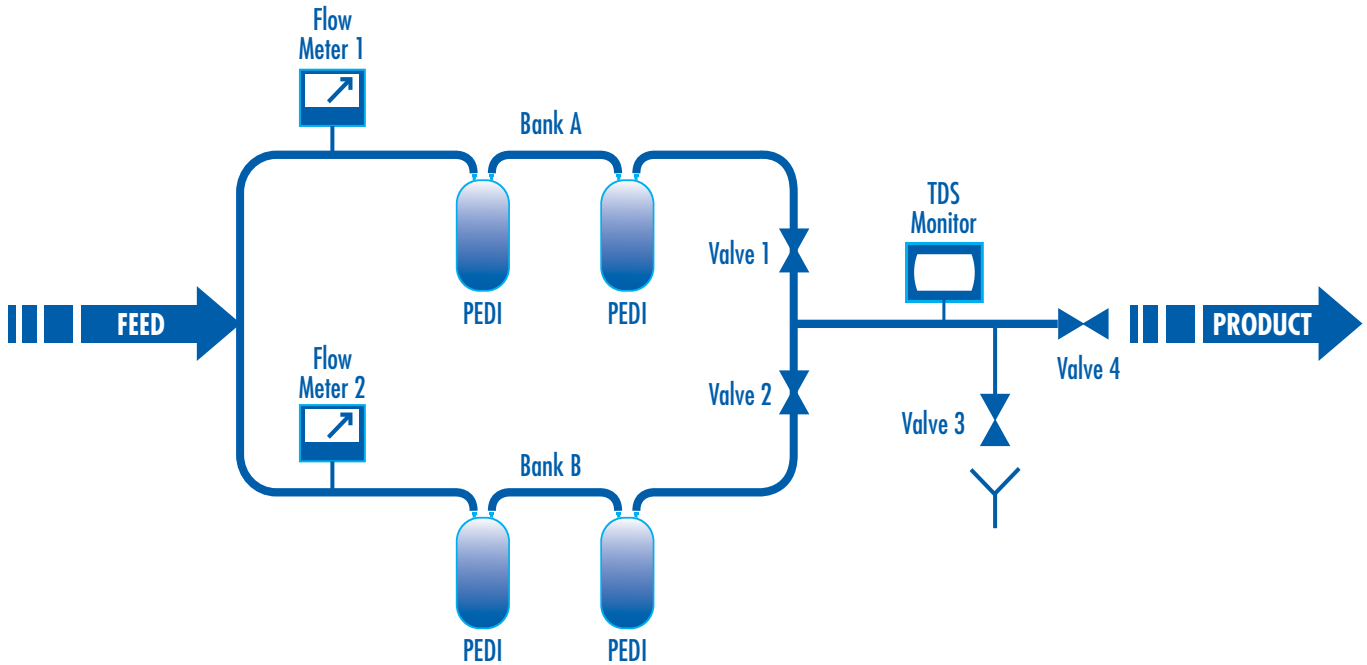 Flow
Meter 1
Bank A
PEDI
PEDI
Valve 1
TDS
Monitor
FEED
PRODUCT
Flow
Meter 2
Valve 2
Valve 4
Valve 3
Bank B
PEDI
PEDI